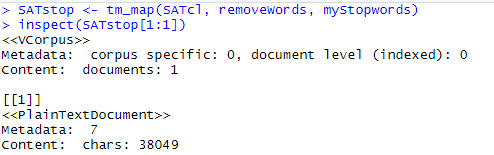 > SATstop <- tm_map(SATcl, removeWords, myStopwords)
> inspect(SATstop[1:1])
<<VCorpus>>
Metadata:  corpus specific: 0, document level (indexed): 0
Content:  documents: 1
[[1]]
<<PlainTextDocument>>
Metadata:  7
Content:  chars: 38049